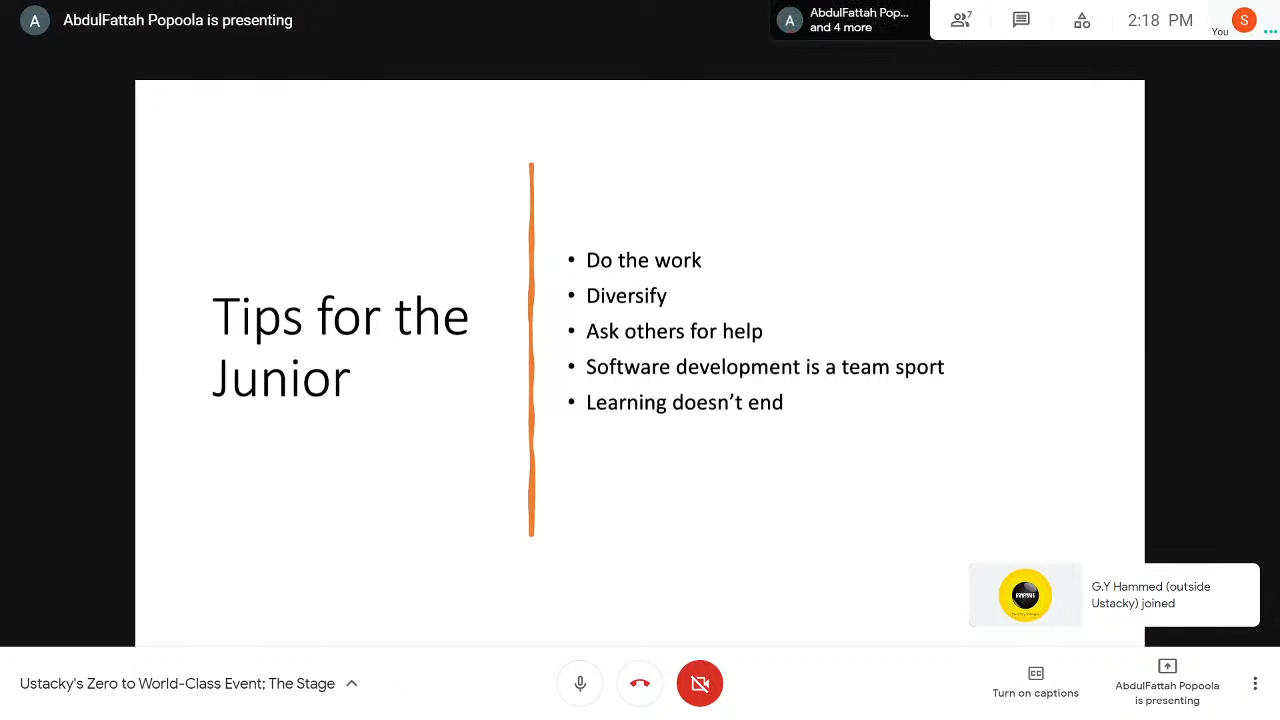 A
AbdulFattah Popoola is presenting
A
AbdulFattah Pop...
and 4 more
7
2:18 PM
You
S
Tips for the
Junior
• Do the work
• Diversify
• Ask others for help
• Software development is a team sport
• Learning doesn't end
G.Y Hammed (outside
Ustacky) joined
Ustacky's Zero to World-Class Event; The Stage
CC
Turn on captions
AbdulFattah Popoola
is presenting